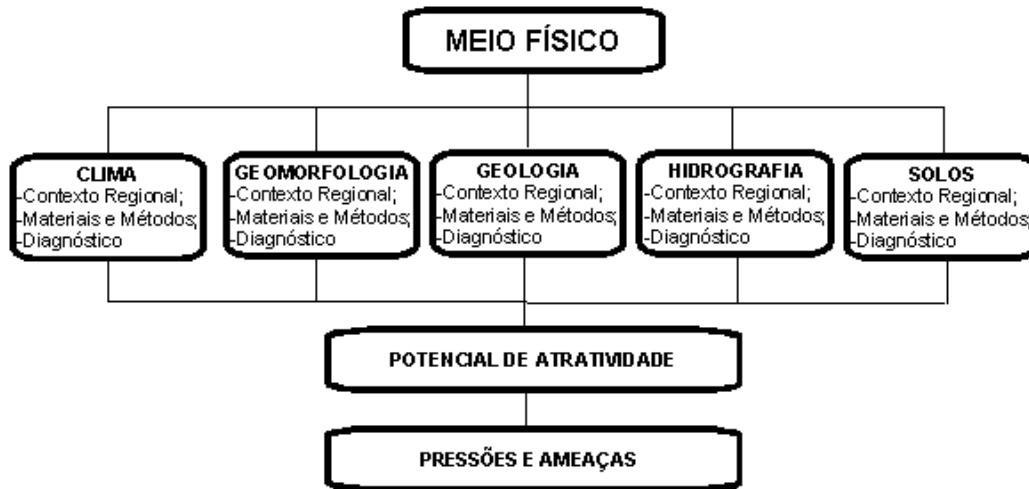 MEIO FÍSICO
CLIMA
-Contexto Regional;
-Materiais e Métodos;
-Diagnóstico
GEOMORFOLOGIA
-Contexto Regional;
-Materiais e Métodos;
-Diagnóstico
GEOLOGIA
-Contexto Regional;
-Materiais e Métodos;
-Diagnóstico
HIDROGRAFIA
-Contexto Regional;
-Materiais e Métodos;
-Diagnóstico
SOLOS
-Contexto Regional;
-Materiais e Métodos;
-Diagnóstico
POTENCIAL DE ATRATIVIDADE
PRESSÕES E AMEAÇAS